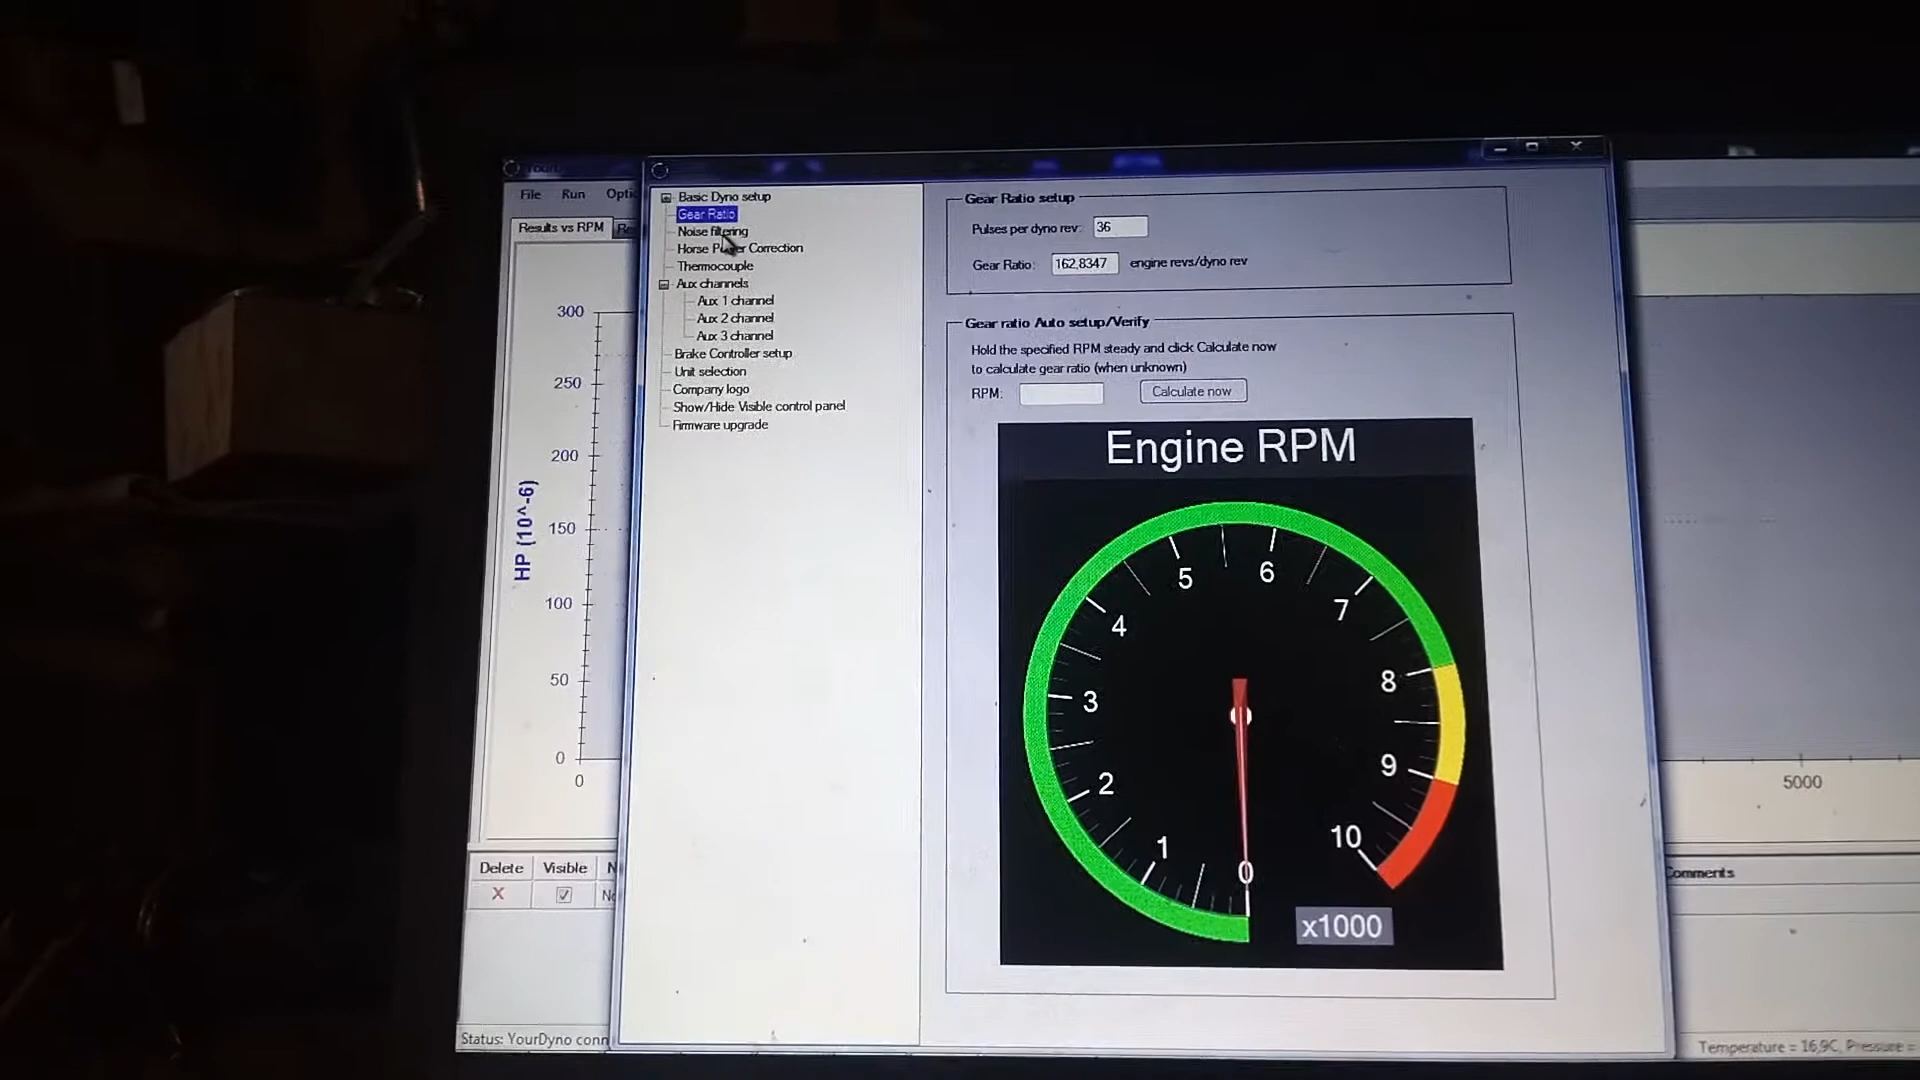 File Run
Results vs RPM
300
250
200
150
100
50
0
0
HP (10^-6)
Delete Visible
X
Status: YourDyno conn
Basic Dyno setup
Gear Ratio
Noise filtering
Horse Power Correction
Thermocouple
Aux channels
Aux 1 channel
Aux 2 channel
Aux 3 channel
Brake Controller setup
Unit selection
Company logo
Show/Hide Visible control panel
Firmware upgrade
Gear Ratio setup
Pulses per dyno rev: 36
Gear Ratio: 162,8347 engine revs/dyno rev
Gear ratio Auto setup/Verify
Hold the specified RPM steady and click Calculate now
to calculate gear ratio (when unknown)
RPM: Calculate now
Engine RPM
0
1
2
3
4
5
6
7
8
9
10
x1000
5000
Comments
Temperature = 16,9C, Pressure =